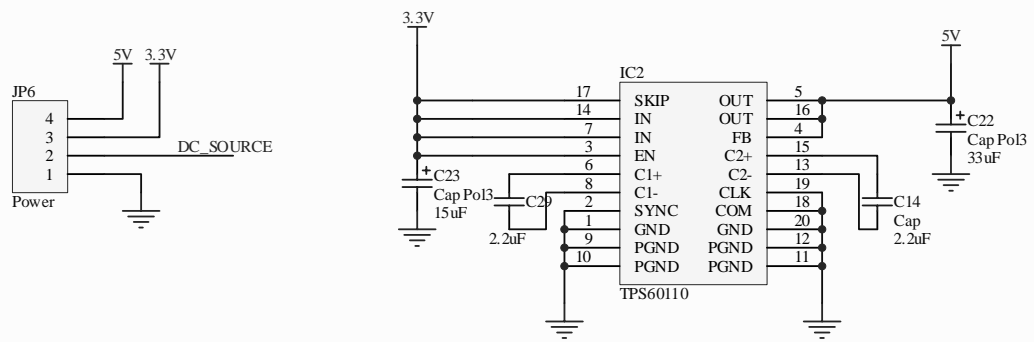 5V
3.3V
JP6
4
3
2
1
DC_SOURCE
Power
3.3V
C23
Cap Pol3
15uF
C29
2.2uF
IC2
17 SKIP OUT 5
14 IN OUT 16
7 IN FB 4
3 EN C2+ 15
6 C1+ C2- 13
8 C1- CLK 19
2 SYNC COM 18
1 GND GND 20
9 PGND PGND 12
10 PGND PGND 11
TPS60110
5V
C22
Cap Pol3
33uF
C14
Cap
2.2uF